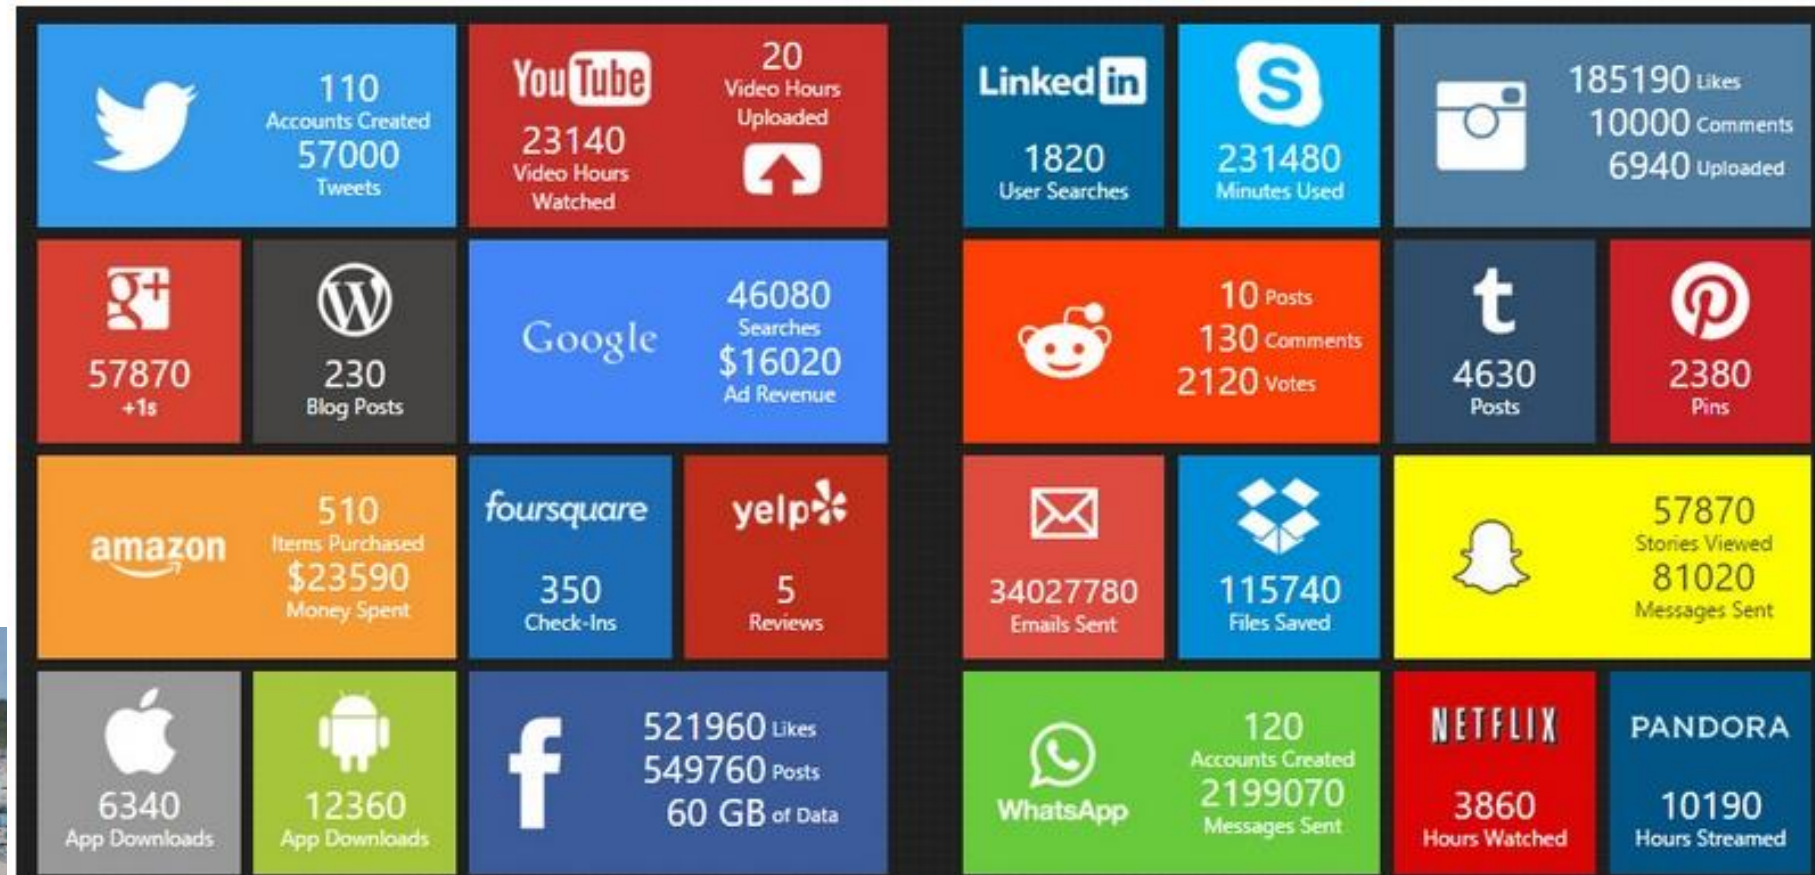 110
Accounts Created
57000
Tweets
You Tube
23140
Video Hours
Watched
20
Video Hours
Uploaded
Linked in
1820
User Searches
S
231480
Minutes Used
185190 Likes
10000 Comments
6940 Uploaded
g+
57870
+1s
W
230
Blog Posts
Google
46080
Searches
$16020
Ad Revenue
10 Posts
130 Comments
2120 Votes
t
4630
Posts
P
2380
Pins
amazon
510
Items Purchased
$23590
Money Spent
foursquare
350
Check-Ins
yelp
5
Reviews
34027780
Emails Sent
115740
Files Saved
57870
Stories Viewed
81020
Messages Sent
6340
App Downloads
12360
App Downloads
f
521960 Likes
549760 Posts
60 GB of Data
WhatsApp
120
Accounts Created
2199070
Messages Sent
NETFLIX
3860
Hours Watched
PANDORA
10190
Hours Streamed